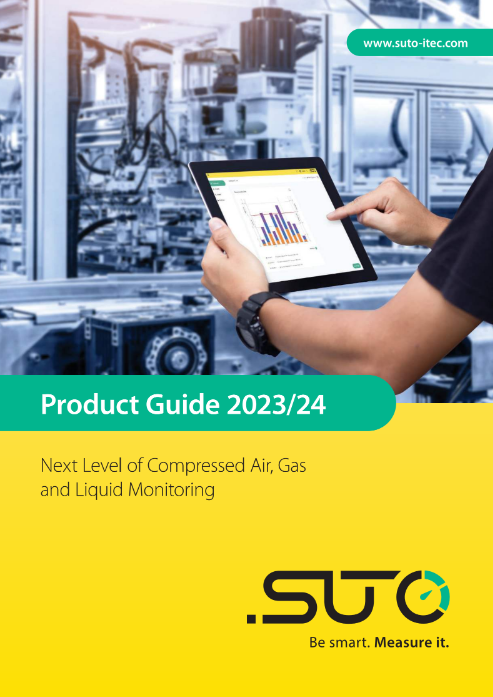 www.suto-itec.com
Product Guide 2023/24
Next Level of Compressed Air, Gas
and Liquid Monitoring
.SUTO
Be smart. Measure it.